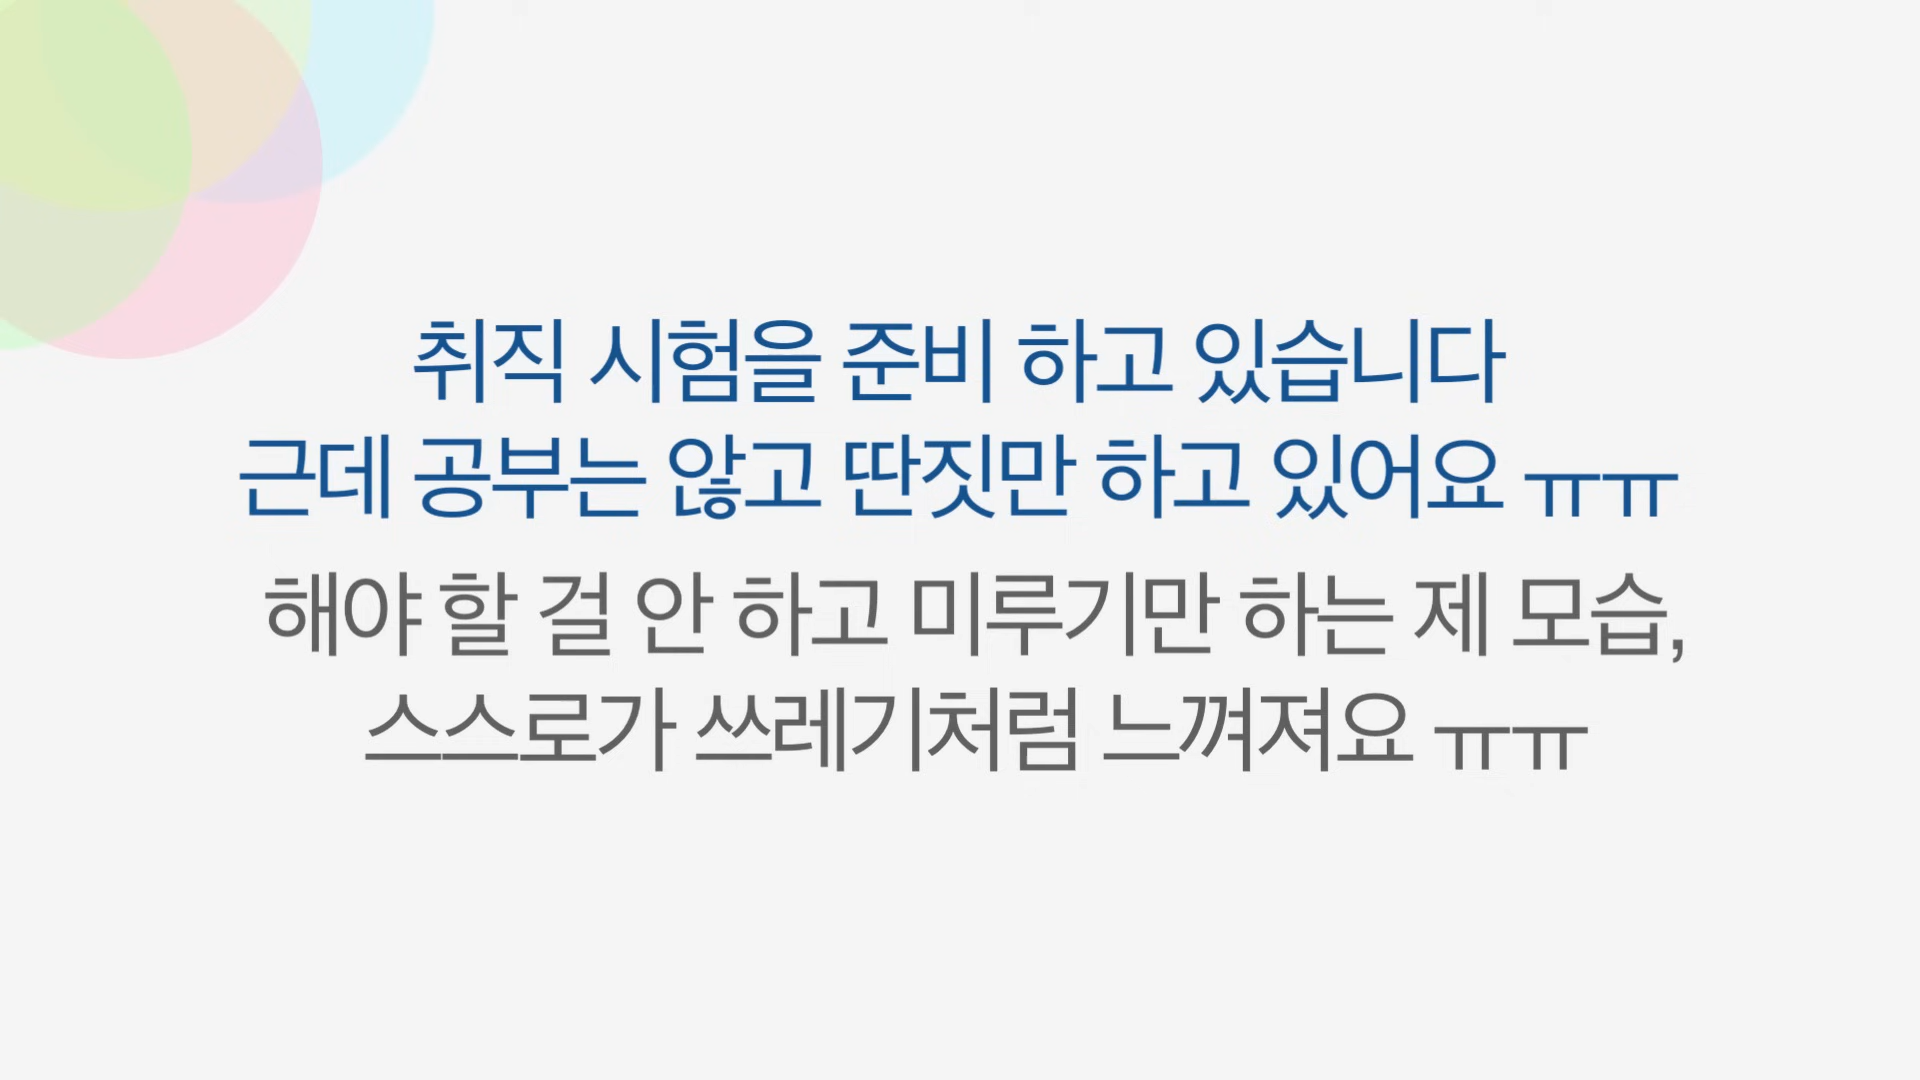 취직 시험을 준비 하고 있습니다
근데 공부는 않고 딴짓만 하고 있어요 ㅠㅠ
해야 할 걸 안 하고 미루기만 하는 제 모습,
스스로가 쓰레기처럼 느껴져요 ㅠㅠ